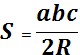 S = abc / 2R